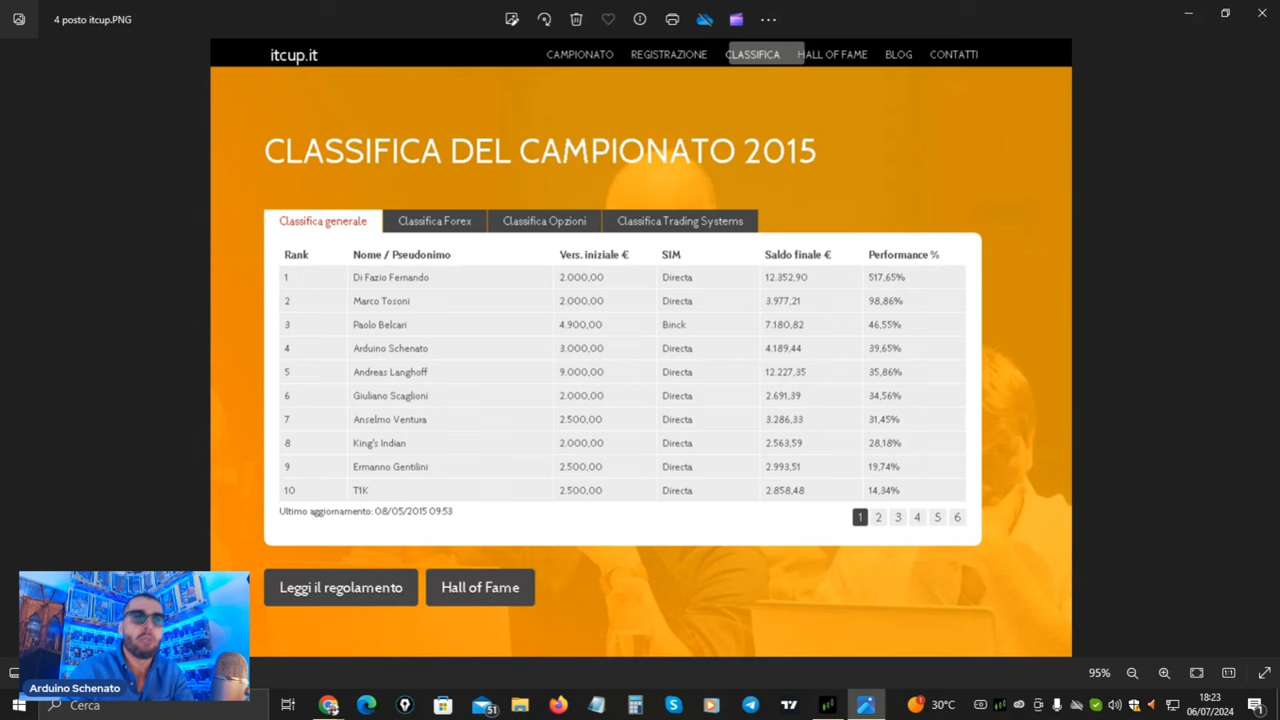 4 posto itcup.PNG
itcup.it CAMPIONATO REGISTRAZIONE CLASSIFICA HALL OF FAME BLOG CONTATTI
CLASSIFICA DEL CAMPIONATO 2015
Classifica generale Classifica Forex Classifica Opzioni Classifica Trading Systems
Rank Nome / Pseudonimo Vers. iniziale € SIM Saldo finale € Performance %
1 Di Fazio Fernando 2.000,00 Directa 12.352,90 517,65%
2 Marco Tosoni 2.000,00 Directa 3.977,21 98,86%
3 Paolo Belcari 4.900,00 Binck 7.180,82 46,55%
4 Arduino Schenato 3.000,00 Directa 4.189,44 39,65%
5 Andreas Langhoff 9.000,00 Directa 12.227,35 35,86%
6 Giuliano Scaglioni 2.000,00 Directa 2.691,39 34,56%
7 Anselmo Ventura 2.500,00 Directa 3.286,33 31,45%
8 King's Indian 2.000,00 Directa 2.563,59 28,18%
9 Ermanno Gentilini 2.500,00 Directa 2.993,51 19,74%
10 T1K 2.500,00 Directa 2.858,48 14,34%
Ultimo aggiornamento: 08/05/2015 09:53 1 2 3 4 5 6
Leggi il regolamento Hall of Fame
95%
Arduino Schenato
Cerca 51 30°C 18:23
06/07/2024 1